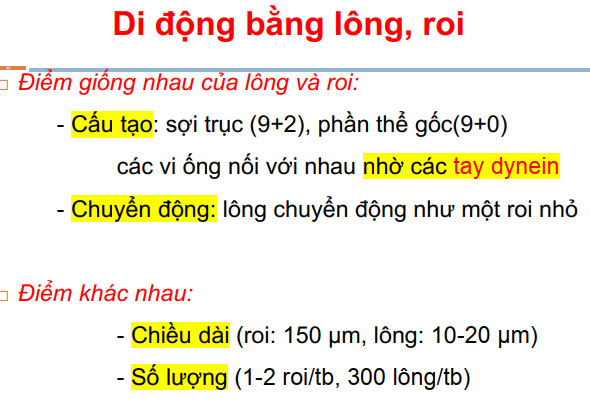 Di động bằng lông, roi
Điểm giống nhau của lông và roi:
- Cấu tạo: sợi trục (9+2), phần thể gốc(9+0)
các vi ống nối với nhau nhờ các tay dynein
- Chuyển động: lông chuyển động như một roi nhỏ
Điểm khác nhau:
- Chiều dài (roi: 150 μm, lông: 10-20 μm)
- Số lượng (1-2 roi/tb, 300 lông/tb)